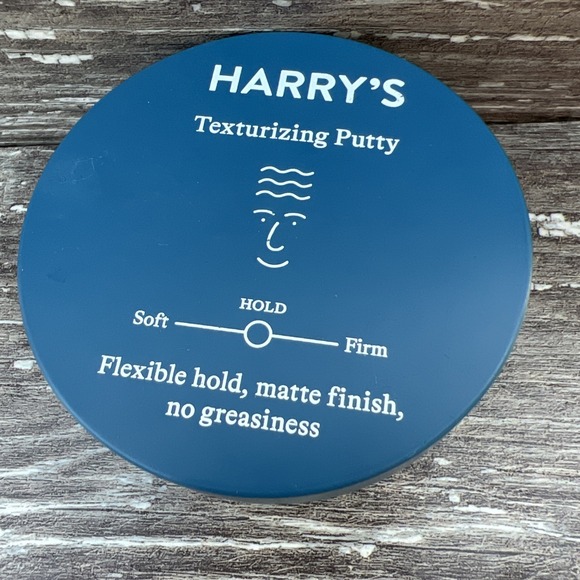 HARRY'S
Texturizing Putty
HOLD
Soft Firm
Flexible hold, matte finish,
no greasiness